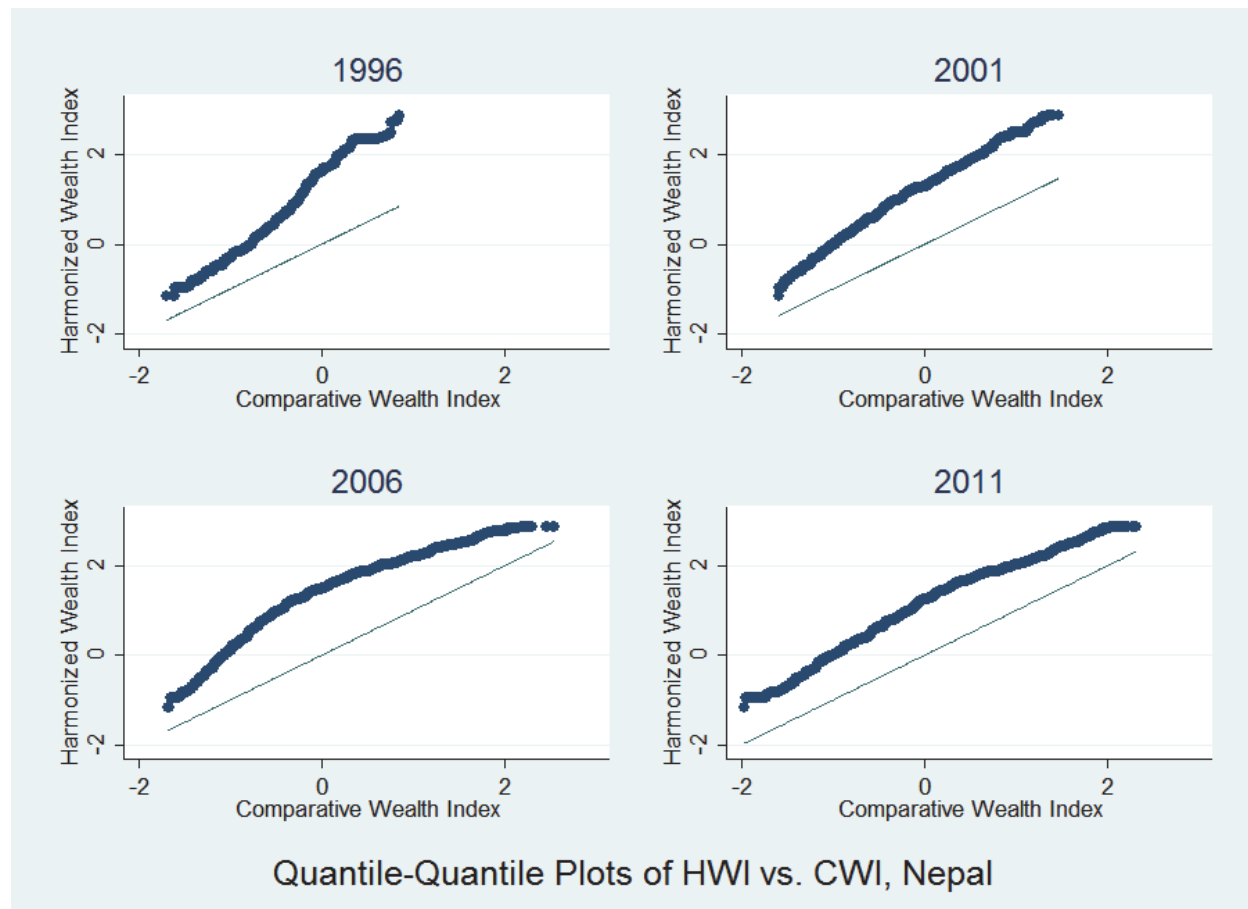 1996
Harmonized Wealth Index
-2 0 2
-2 0 2
Comparative Wealth Index
2001
Harmonized Wealth Index
-2 0 2
-2 0 2
Comparative Wealth Index
2006
Harmonized Wealth Index
-2 0 2
-2 0 2
Comparative Wealth Index
2011
Harmonized Wealth Index
-2 0 2
-2 0 2
Comparative Wealth Index
Quantile-Quantile Plots of HWI vs. CWI, Nepal